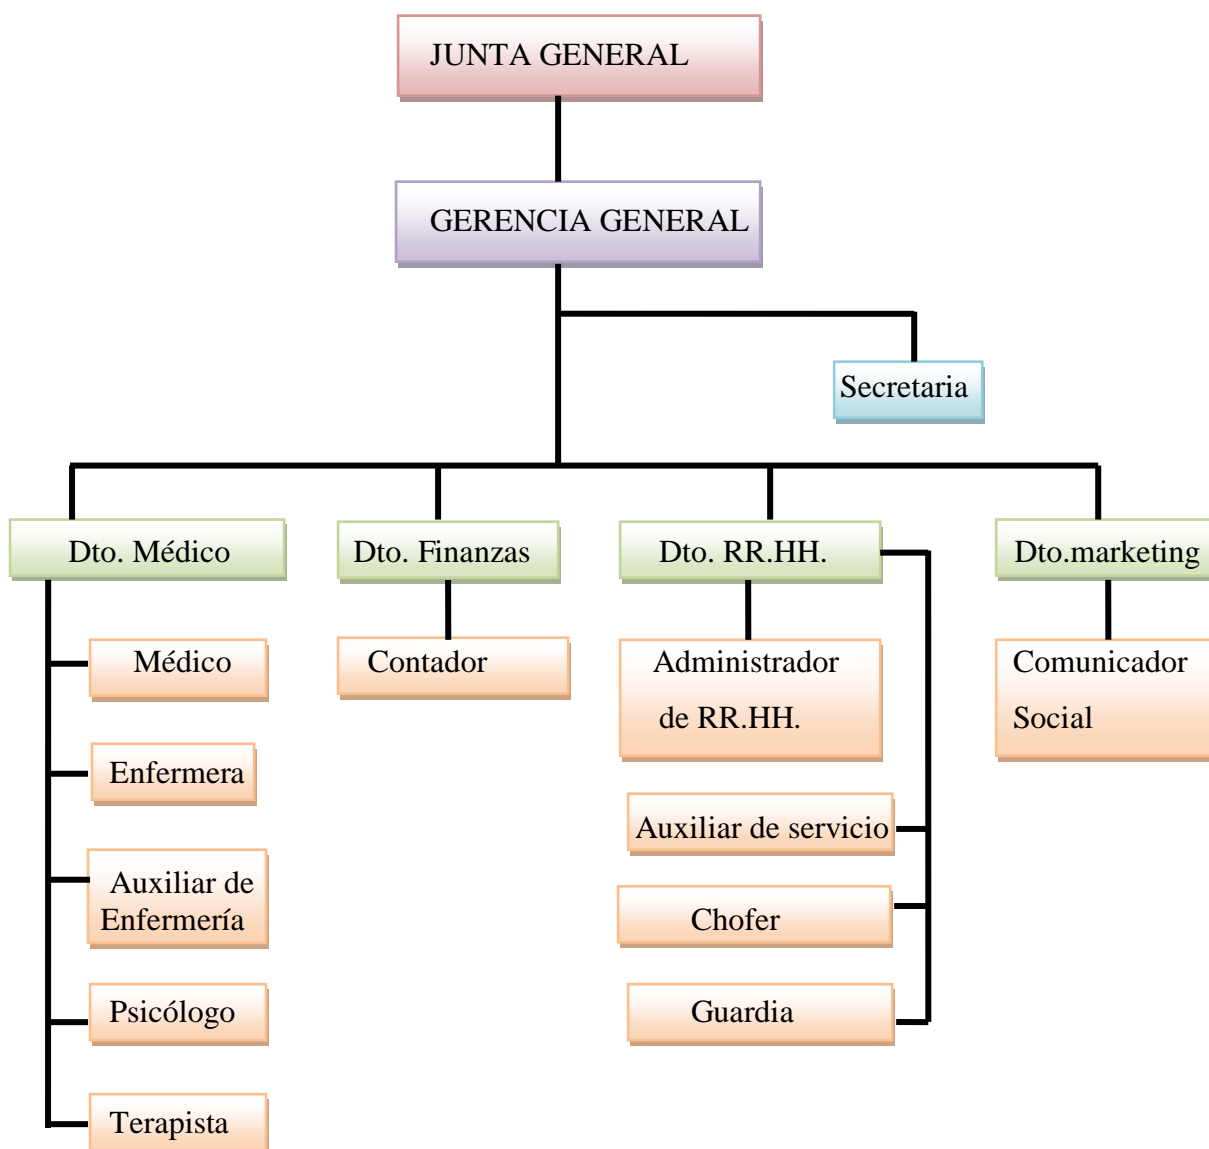 JUNTA GENERAL
GERENCIA GENERAL
Secretaria
Dto. Médico
Dto. Finanzas
Dto. RR.HH.
Dto.marketing
Médico
Enfermera
Auxiliar de
Enfermería
Psicólogo
Terapista
Contador
Administrador
de RR.HH.
Auxiliar de servicio
Chofer
Guardia
Comunicador
Social